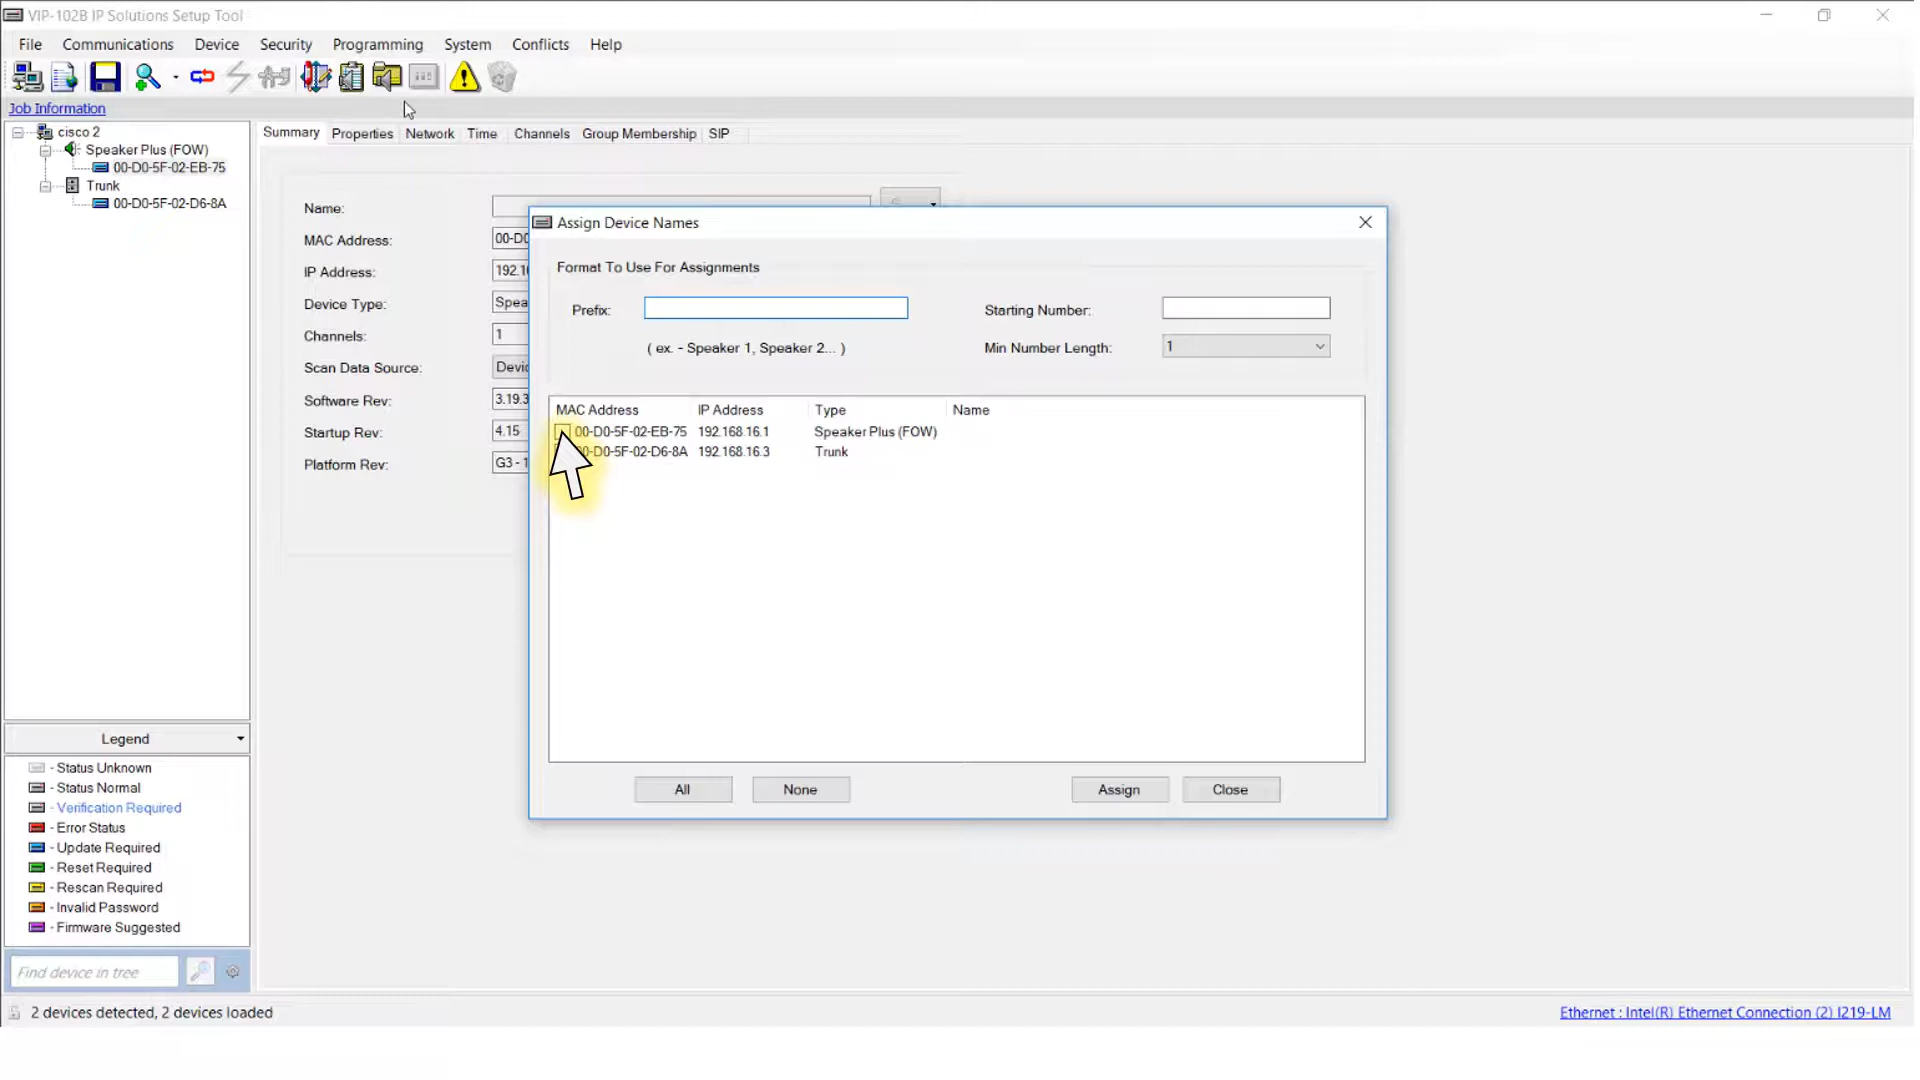 VIP-102B IP Solutions Setup Tool
File Communications Device Security Programming System Conflicts Help
Job Information
cisco 2
Speaker Plus (FOW)
00-D0-5F-02-EB-75
Trunk
00-D0-5F-02-D6-8A
Summary Properties Network Time Channels Group Membership SIP
Name:
MAC Address: 00-D0
IP Address: 192.1
Device Type: Spea
Channels: 1
Scan Data Source: Devi
Software Rev: 3.19.3
Startup Rev: 4.15
Platform Rev: G3 - 1
Assign Device Names
Format To Use For Assignments
Prefix:
Starting Number:
( ex. - Speaker 1, Speaker 2... )
Min Number Length: 1
MAC Address IP Address Type Name
00-D0-5F-02-EB-75 192.168.16.1 Speaker Plus (FOW)
0-D0-5F-02-D6-8A 192.168.16.3 Trunk
All None Assign Close
Legend
- Status Unknown
- Status Normal
- Verification Required
- Error Status
- Update Required
- Reset Required
- Rescan Required
- Invalid Password
- Firmware Suggested
Find device in tree
2 devices detected, 2 devices loaded
Ethernet : Intel(R) Ethernet Connection (2) I219-LM